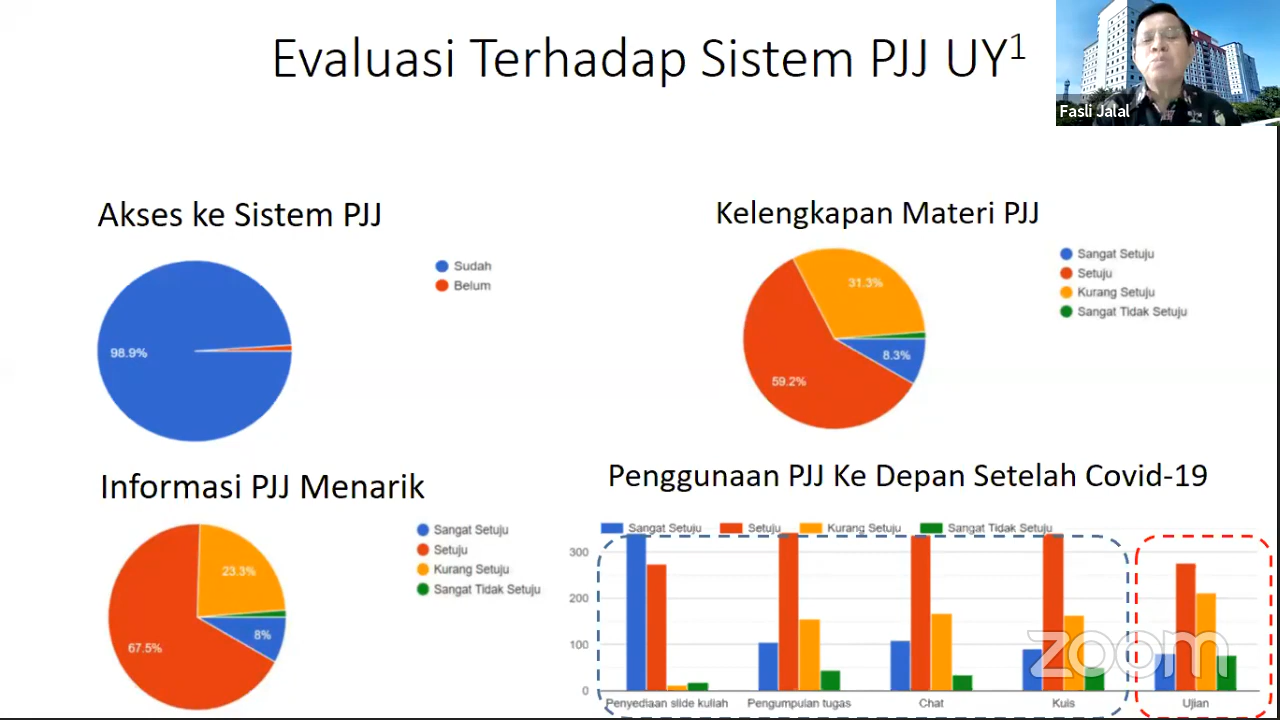 Evaluasi Terhadap Sistem PJJ UY1
Fasli Jalal
Akses ke Sistem PJJ
Sudah
Belum
98.9%
Kelengkapan Materi PJJ
Sangat Setuju
Setuju
Kurang Setuju
Sangat Tidak Setuju
31.3%
8.3%
59.2%
Informasi PJJ Menarik
Sangat Setuju
Setuju
Kurang Setuju
Sangat Tidak Setuju
23.3%
8%
67.5%
Penggunaan PJJ Ke Depan Setelah Covid-19
Sangat Setuju Setuju Kurang Setuju Sangat Tidak Setuju
300
200
100
0
Penyediaan slide kuliah Pengumpulan tugas Chat Kuis Ujian
zoom